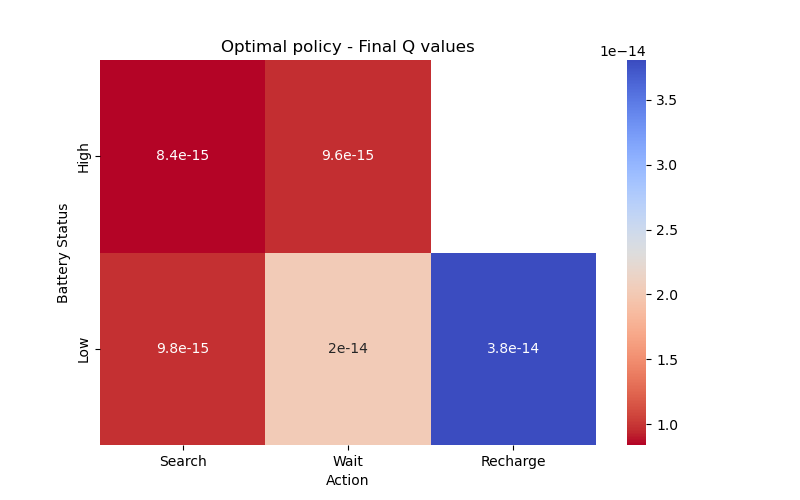 Optimal policy - Final Q values
1e−14
High
8.4e-15
9.6e-15
Low
9.8e-15
2e-14
3.8e-14
Battery Status
Search
Wait
Recharge
Action
3.5
3.0
2.5
2.0
1.5
1.0